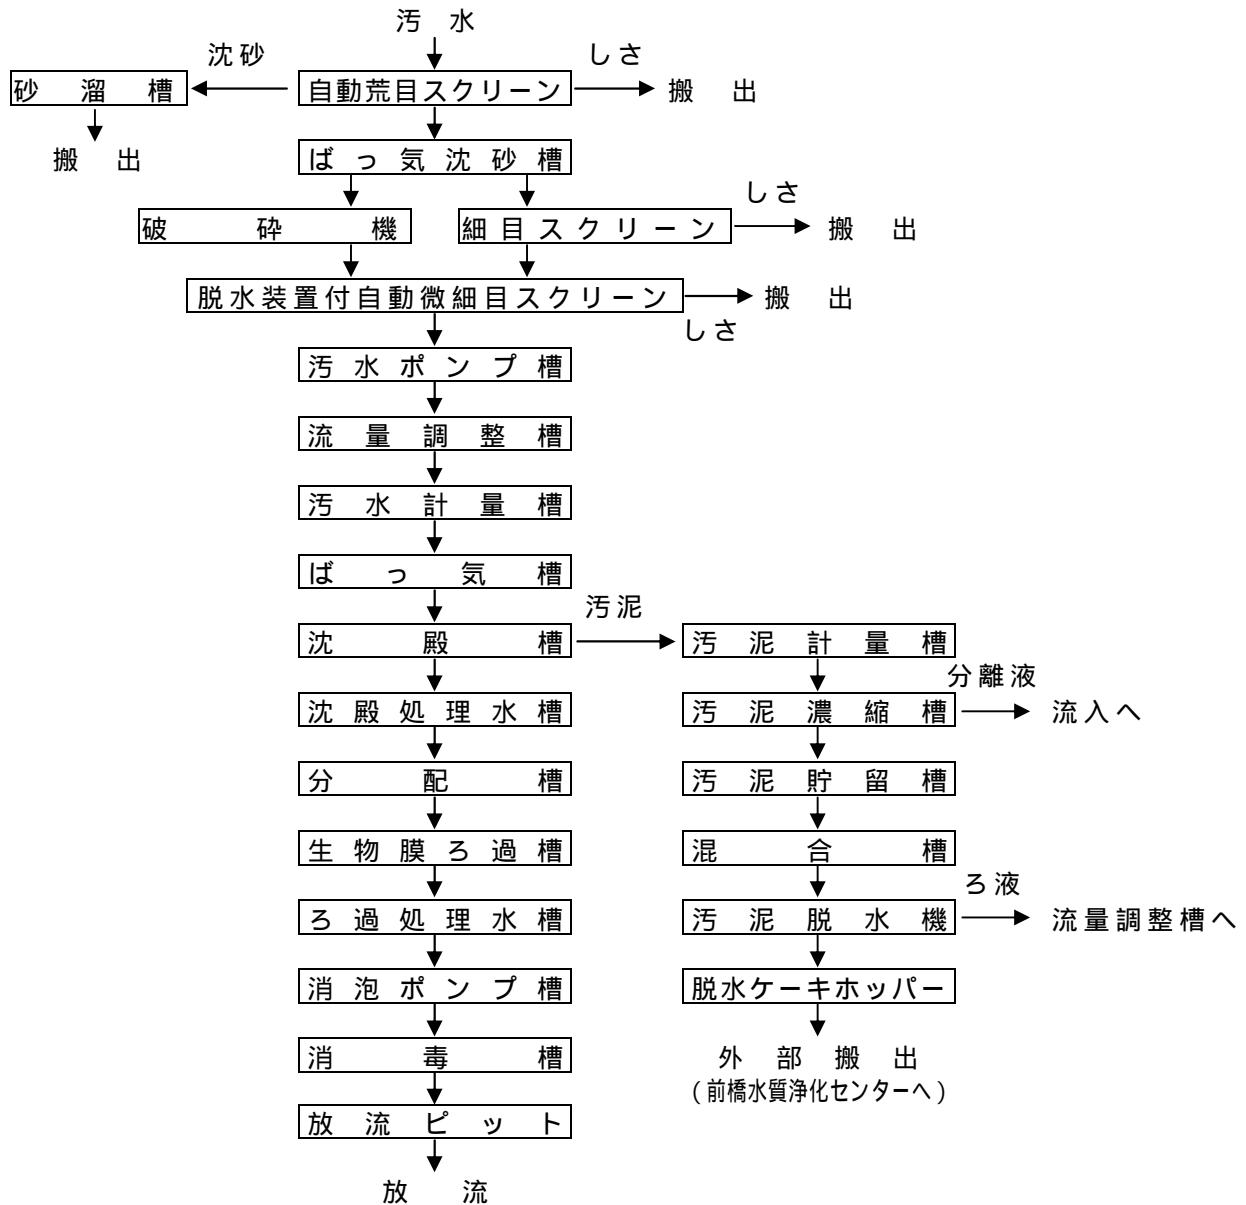 汚水
沈砂
しさ
砂溜槽
自動荒目スクリーン
搬出
搬出
ばっ気沈砂槽
しさ
破砕機
細目スクリーン
搬出
脱水装置付自動微細目スクリーン
搬出
しさ
汚水ポンプ槽
流量調整槽
汚水計量槽
ばっ気槽
汚泥
沈殿槽
汚泥計量槽
分離液
沈殿処理水槽
汚泥濃縮槽
流入へ
分配槽
汚泥貯留槽
生物膜ろ過槽
混合槽
ろ液
ろ過処理水槽
汚泥脱水機
流量調整槽へ
消泡ポンプ槽
脱水ケーキホッパー
消毒槽
外部搬出
(前橋水質浄化センターへ)
放流ピット
放流